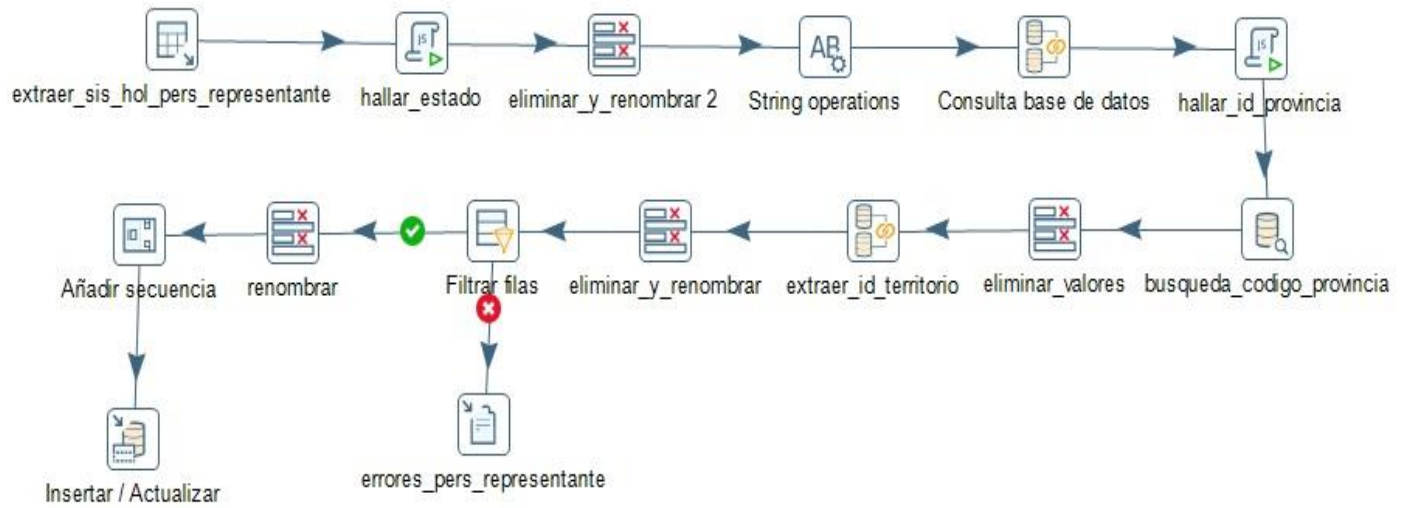 extraer_sis_hol_pers_representante
hallar_estado
eliminar_y_renombrar 2
String operations
Consulta base de datos
hallar_id_provincia
Añadir secuencia
renombrar
Filtrar filas
eliminar_y_renombrar
extraer_id_territorio
eliminar_valores
busqueda_codigo_provincia
Insertar / Actualizar
errores_pers_representante